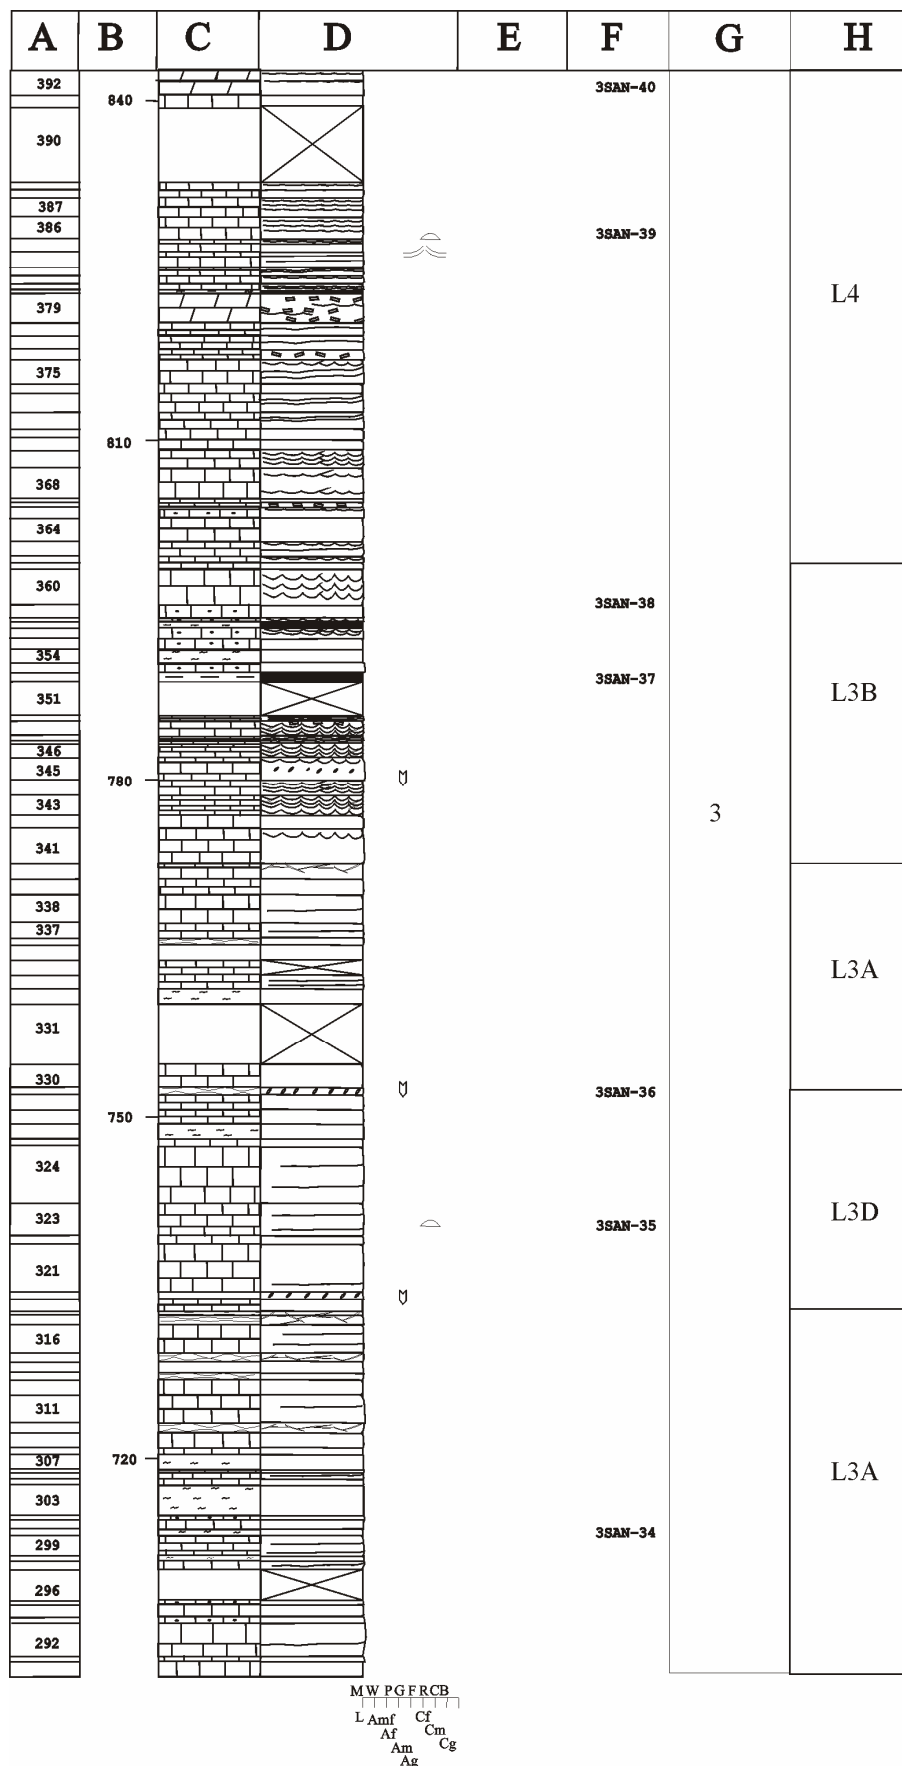 A B C D E F G H
392 3SAN-40
840
390
387
386 3SAN-39
L4
379
375
810
368
364
360
3SAN-38
354
3SAN-37
351 L3B
346
345
780
343
3
341
338
337
L3A
331
330
3SAN-36
750
324
L3D
323 3SAN-35
321
316
311
720
307
L3A
303
3SAN-34
299
296
292
M W P G F R C B
L Amf Cf
Af Cm
Am Cg
Ag